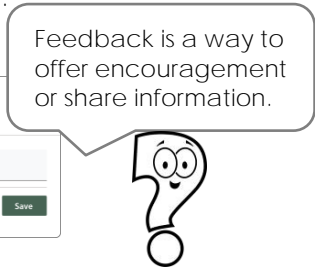 Feedback is a way to
offer encouragement
or share information.
Save